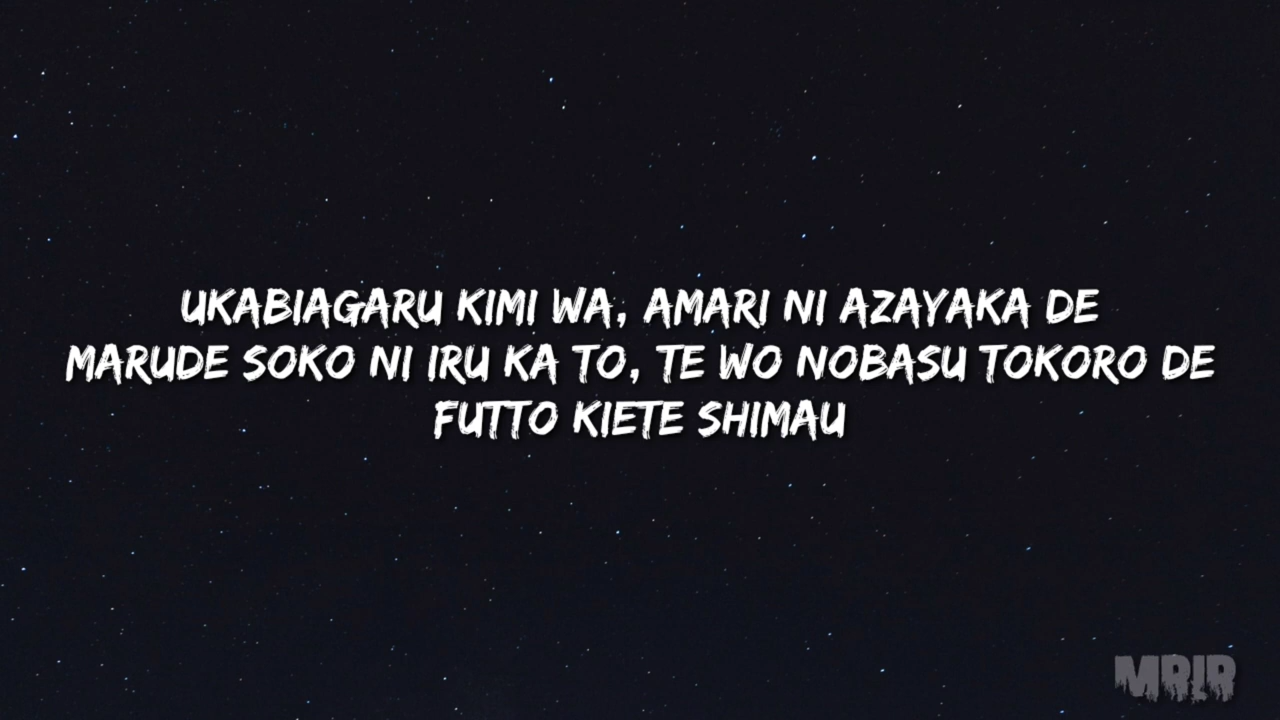 UKABIAGARU KIMI WA, AMARI NI AZAYAKA DE
MARUDE SOKO NI IRU KA TO, TE WO NOBASU TOKORO DE
FUTTO KIETE SHIMAU
MRLR